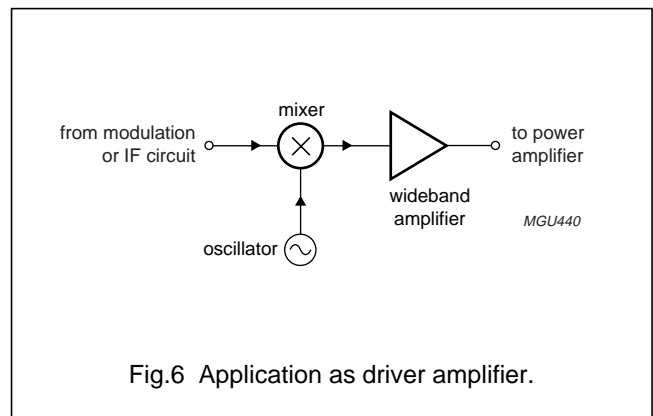 mixer
from modulation
or IF circuit
to power
amplifier
wideband
amplifier
MGU440
oscillator
Fig.6 Application as driver amplifier.